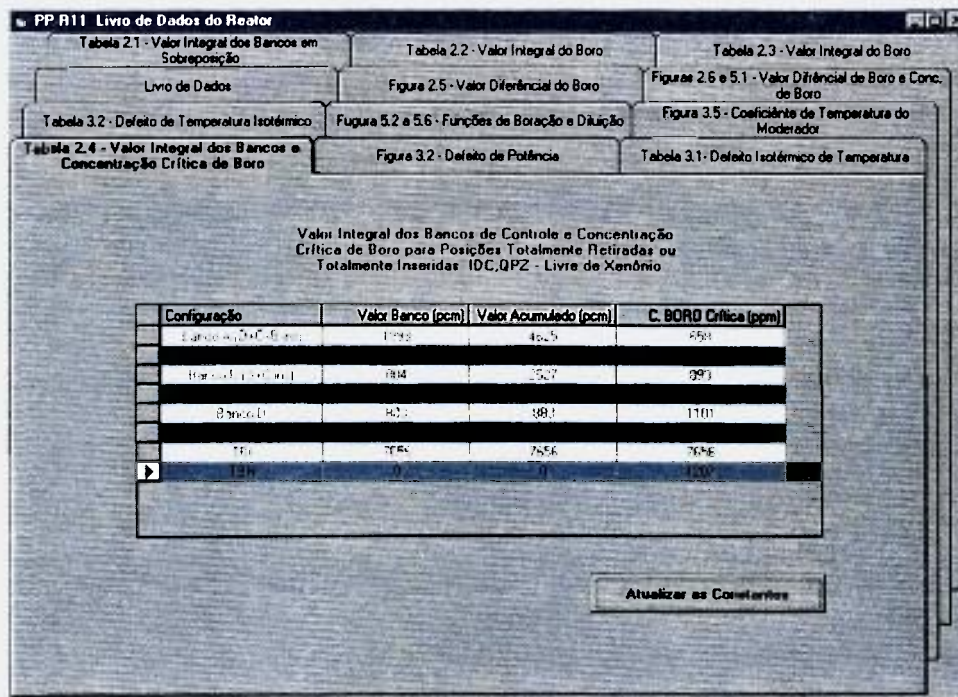 PP R11 Livro de Dados do Reator
Tabela 2.1 - Valor Integral dos Bancos em
Sobreposição
Tabela 2.2 - Valor Integral do Boro
Tabela 2.3 - Valor Integral do Boro
Livro de Dados
Figura 2.5 - Valor Diferêncial do Boro
Figuras 2.6 e 5.1 - Valor Difrêncial de Boro e Conc.
de Boro
Tabela 3.2 - Defeito de Temperatura Isotérmico
Fugura 5.2 a 5.6 - Funções de Boração e Diluição
Figura 3.5 - Coeficiênte de Temperatura do
Moderador
Tabela 2.4 - Valor Integral dos Bancos e
Concentração Crítica de Boro
Figura 3.2 - Defeito de Potência
Tabela 3.1- Defeito Isotérmico de Temperatura
Valor Integral dos Bancos de Controle e Concentração
Crítica de Boro para Posições Totalmente Retiradas ou
Totalmente Inseridas IDC,QPZ - Livre de Xenônio
Configuração Valor Banco (pcm) Valor Acumulado (pcm) C. BORO Crítica (ppm)
4625
893
Banco D 883 1101
7656 7656
0 0
Atualizar as Constantes